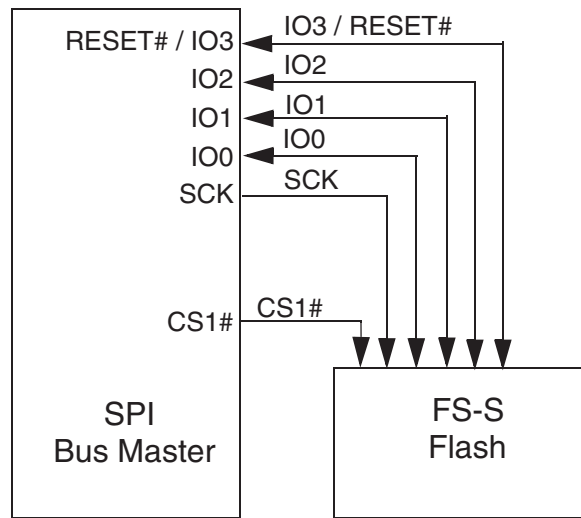 RESET# / IO3
IO3 / RESET#
IO2
IO2
IO1
IO1
IO0
IO0
SCK
SCK
CS1#
CS1#
SPI
Bus Master
FS-S
Flash